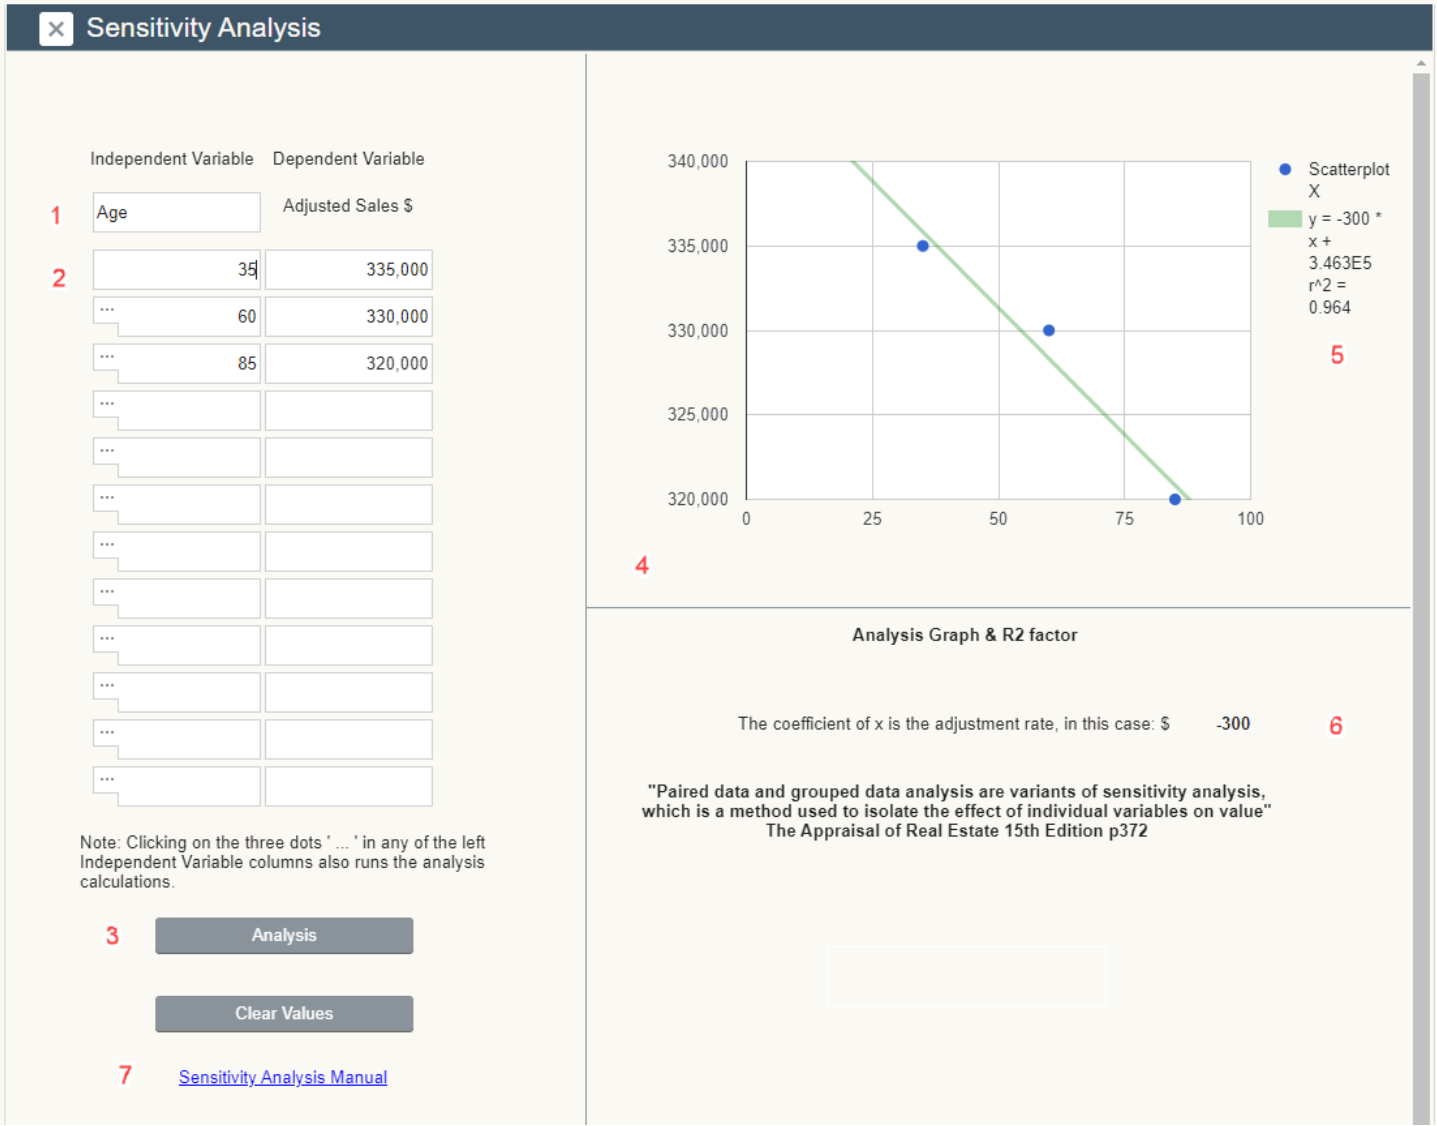 Sensitivity Analysis
Independent Variable Dependent Variable
1 Age Adjusted Sales $
2 35 335,000
... 60 330,000
... 85 320,000
...
...
...
...
...
...
...
...
...
Note: Clicking on the three dots ' ... ' in any of the left
Independent Variable columns also runs the analysis
calculations.
3 Analysis
Clear Values
7 Sensitivity Analysis Manual
340,000
335,000
330,000
325,000
320,000
0 25 50 75 100
Scatterplot
X
y = -300 *
x +
3.463E5
r^2 =
0.964
5
4
Analysis Graph & R2 factor
The coefficient of x is the adjustment rate, in this case: $ -300 6
"Paired data and grouped data analysis are variants of sensitivity analysis,
which is a method used to isolate the effect of individual variables on value"
The Appraisal of Real Estate 15th Edition p372